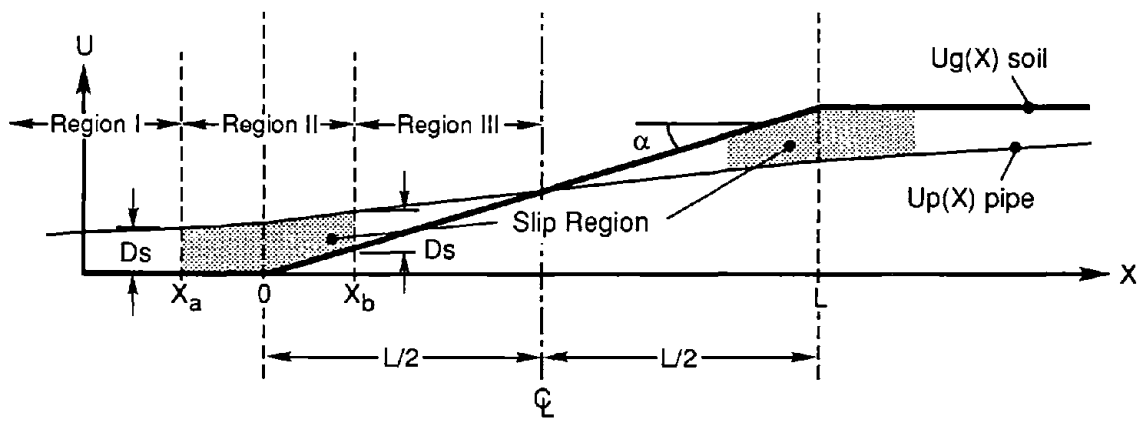 U
Ug(X) soil
Region I
Region II
Region III
α
Up(X) pipe
Slip Region
Ds
Ds
X
Xa
0
Xb
L
L/2
L/2
℄